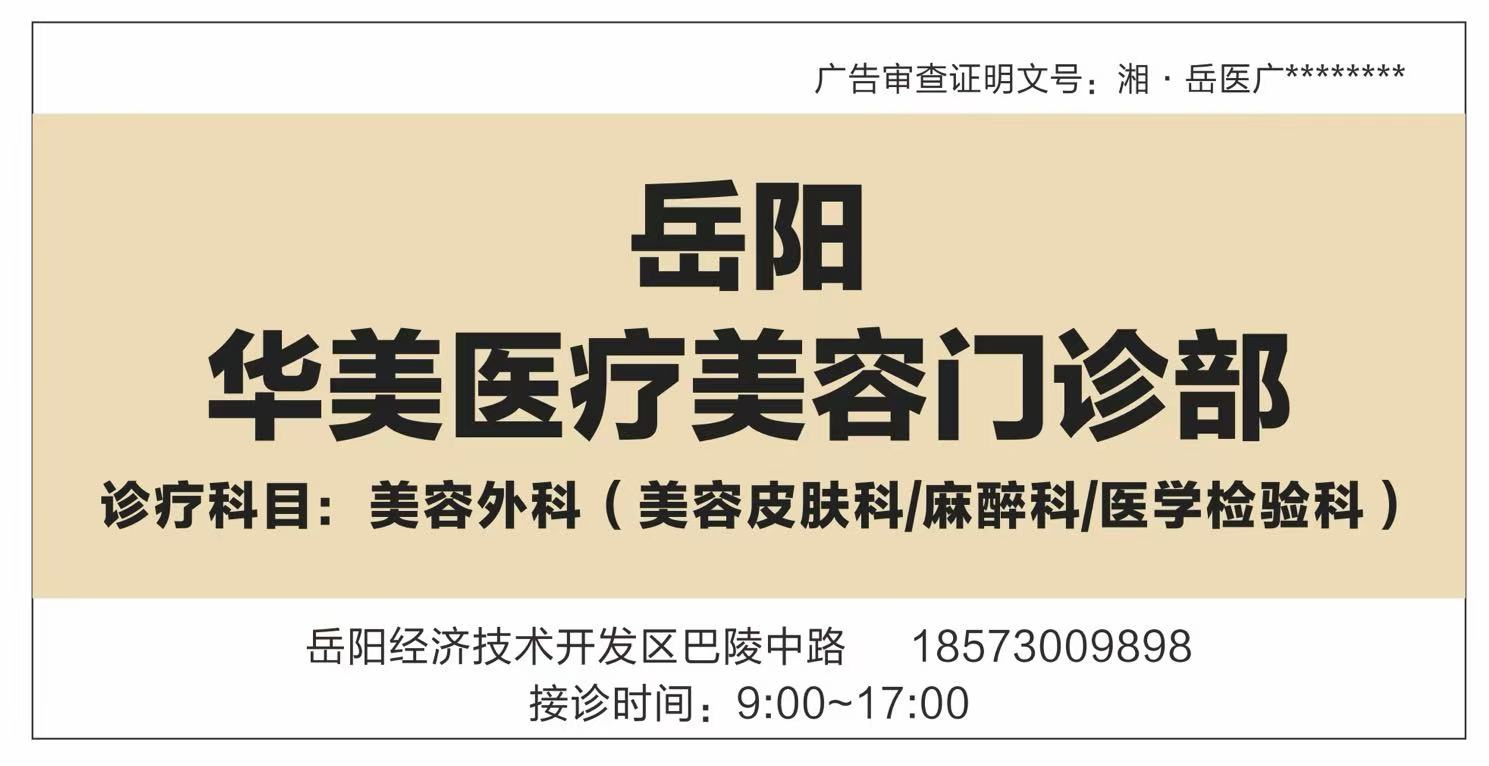 广告审查证明文号：湘·岳医广********
岳阳
华美医疗美容门诊部
诊疗科目：美容外科（美容皮肤科/麻醉科/医学检验科）
岳阳经济技术开发区巴陵中路 18573009898
接诊时间：9:00~17:00